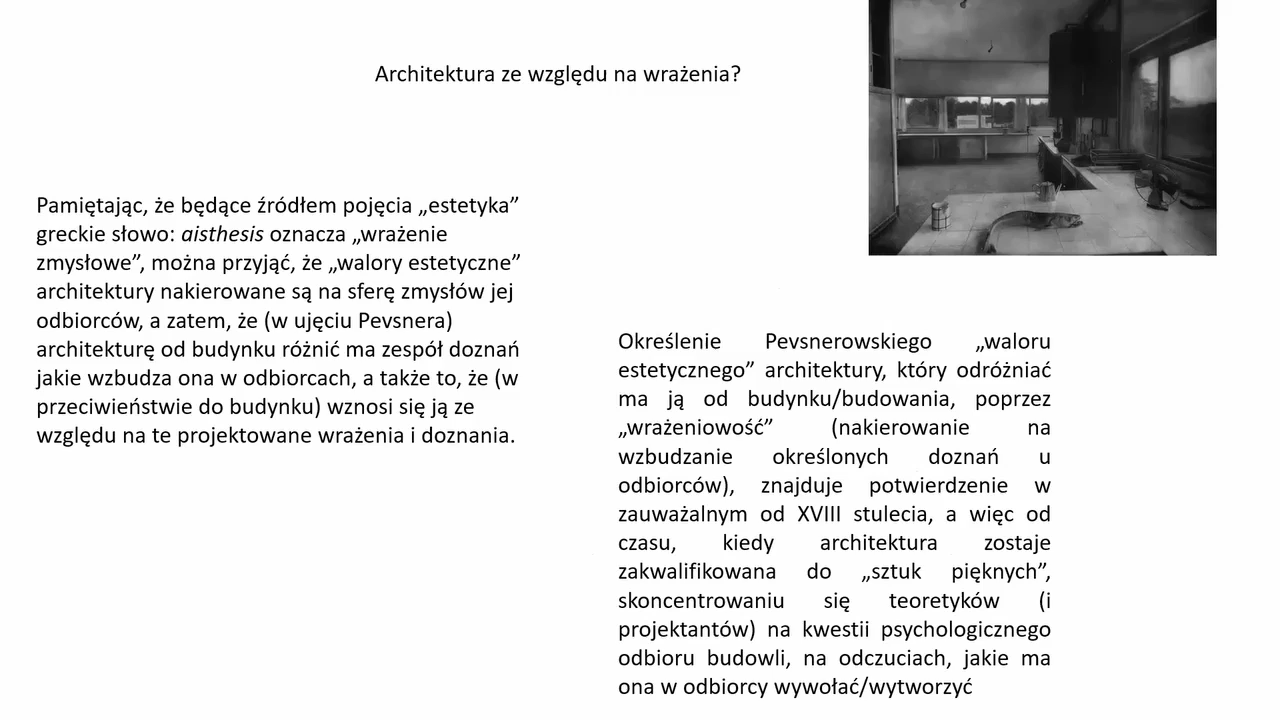 Architektura ze względu na wrażenia?
Pamiętając, że będące źródłem pojęcia „estetyka”
greckie słowo: aisthesis oznacza „wrażenie
zmysłowe”, można przyjąć, że „walory estetyczne”
architektury nakierowane są na sferę zmysłów jej
odbiorców, a zatem, że (w ujęciu Pevsnera)
architekturę od budynku różnić ma zespół doznań
jakie wzbudza ona w odbiorcach, a także to, że (w
przeciwieństwie do budynku) wznosi się ją ze
względu na te projektowane wrażenia i doznania.
Określenie Pevsnerowskiego „waloru
estetycznego” architektury, który odróżniać
ma ją od budynku/budowania, poprzez
„wrażeniowość” (nakierowanie na
wzbudzanie określonych doznań u
odbiorców), znajduje potwierdzenie w
zauważalnym od XVIII stulecia, a więc od
czasu, kiedy architektura zostaje
zakwalifikowana do „sztuk pięknych”,
skoncentrowaniu się teoretyków (i
projektantów) na kwestii psychologicznego
odbioru budowli, na odczuciach, jakie ma
ona w odbiorcy wywołać/wytworzyć